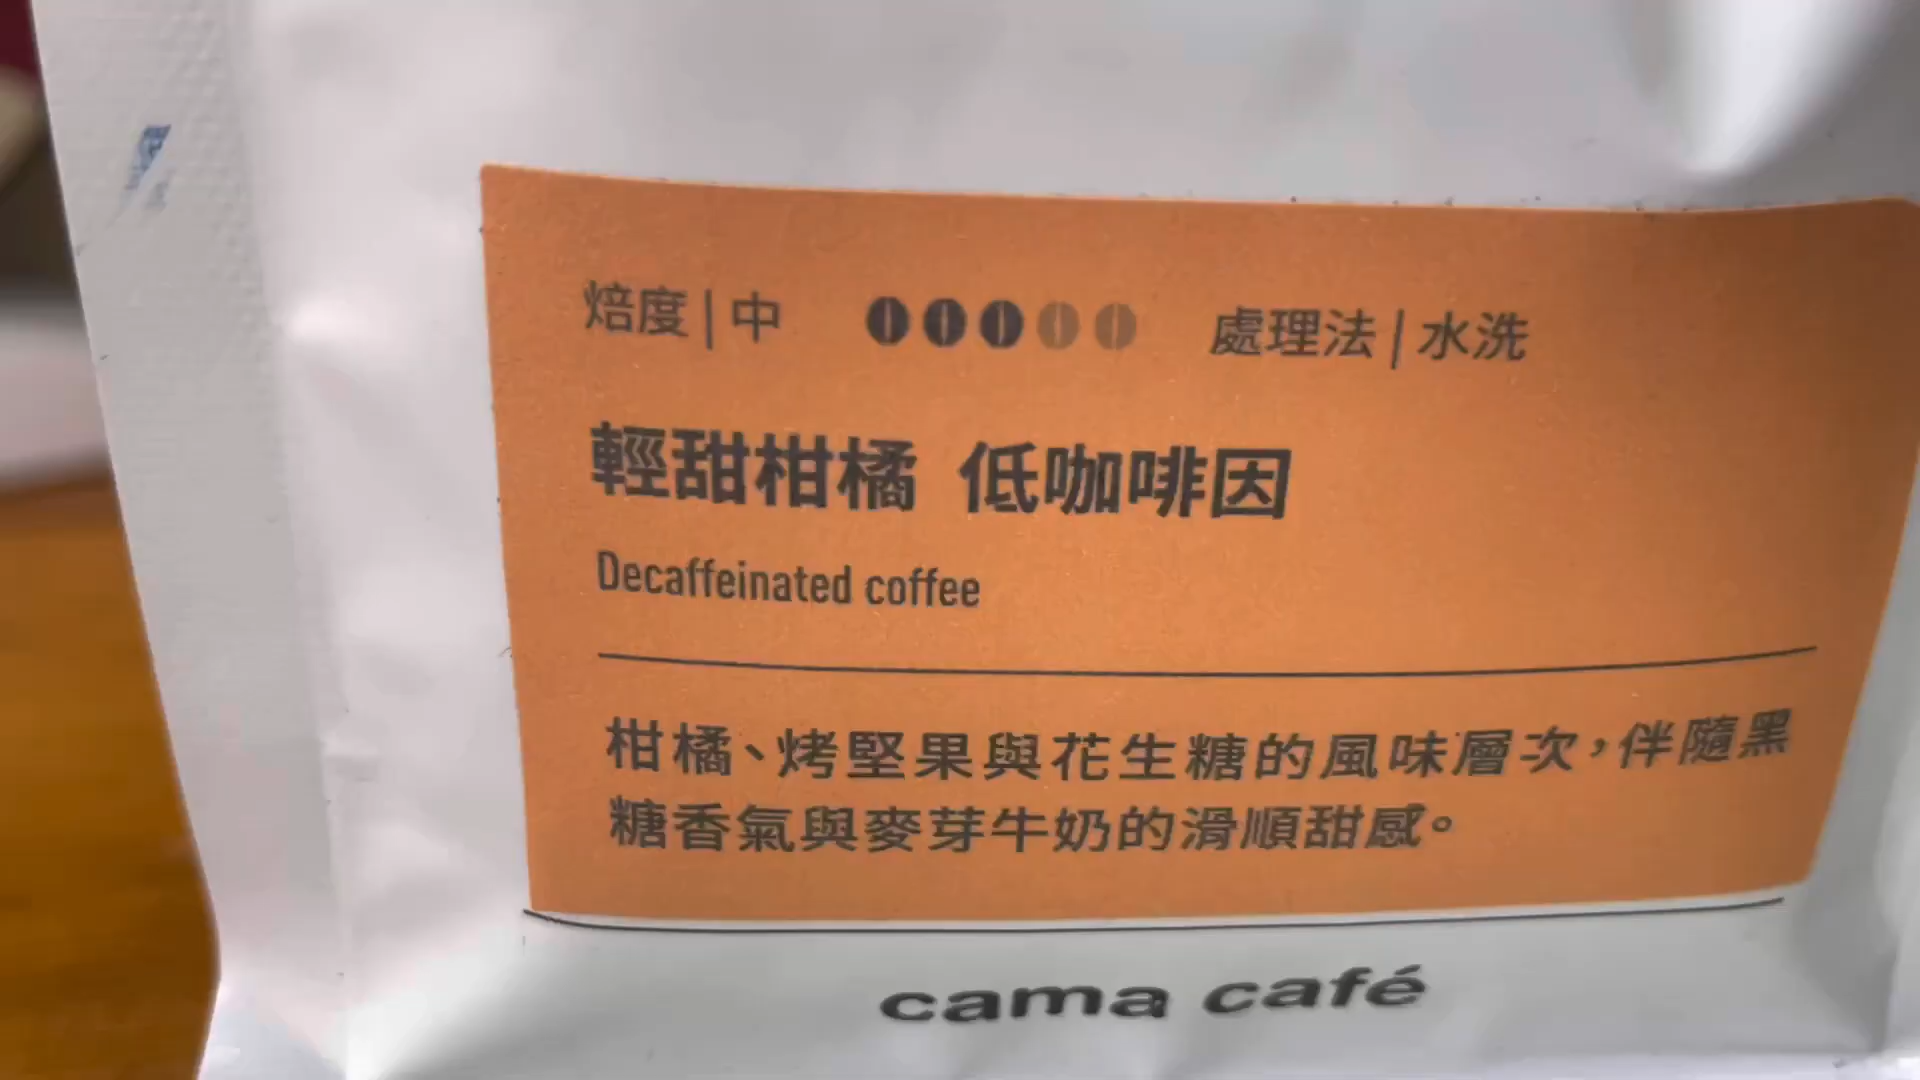 焙度|中 處理法|水洗
輕甜柑橘 低咖啡因
Decaffeinated coffee
柑橘、烤堅果與花生糖的風味層次,伴隨黑
糖香氣與麥芽牛奶的滑順甜感。
cama café